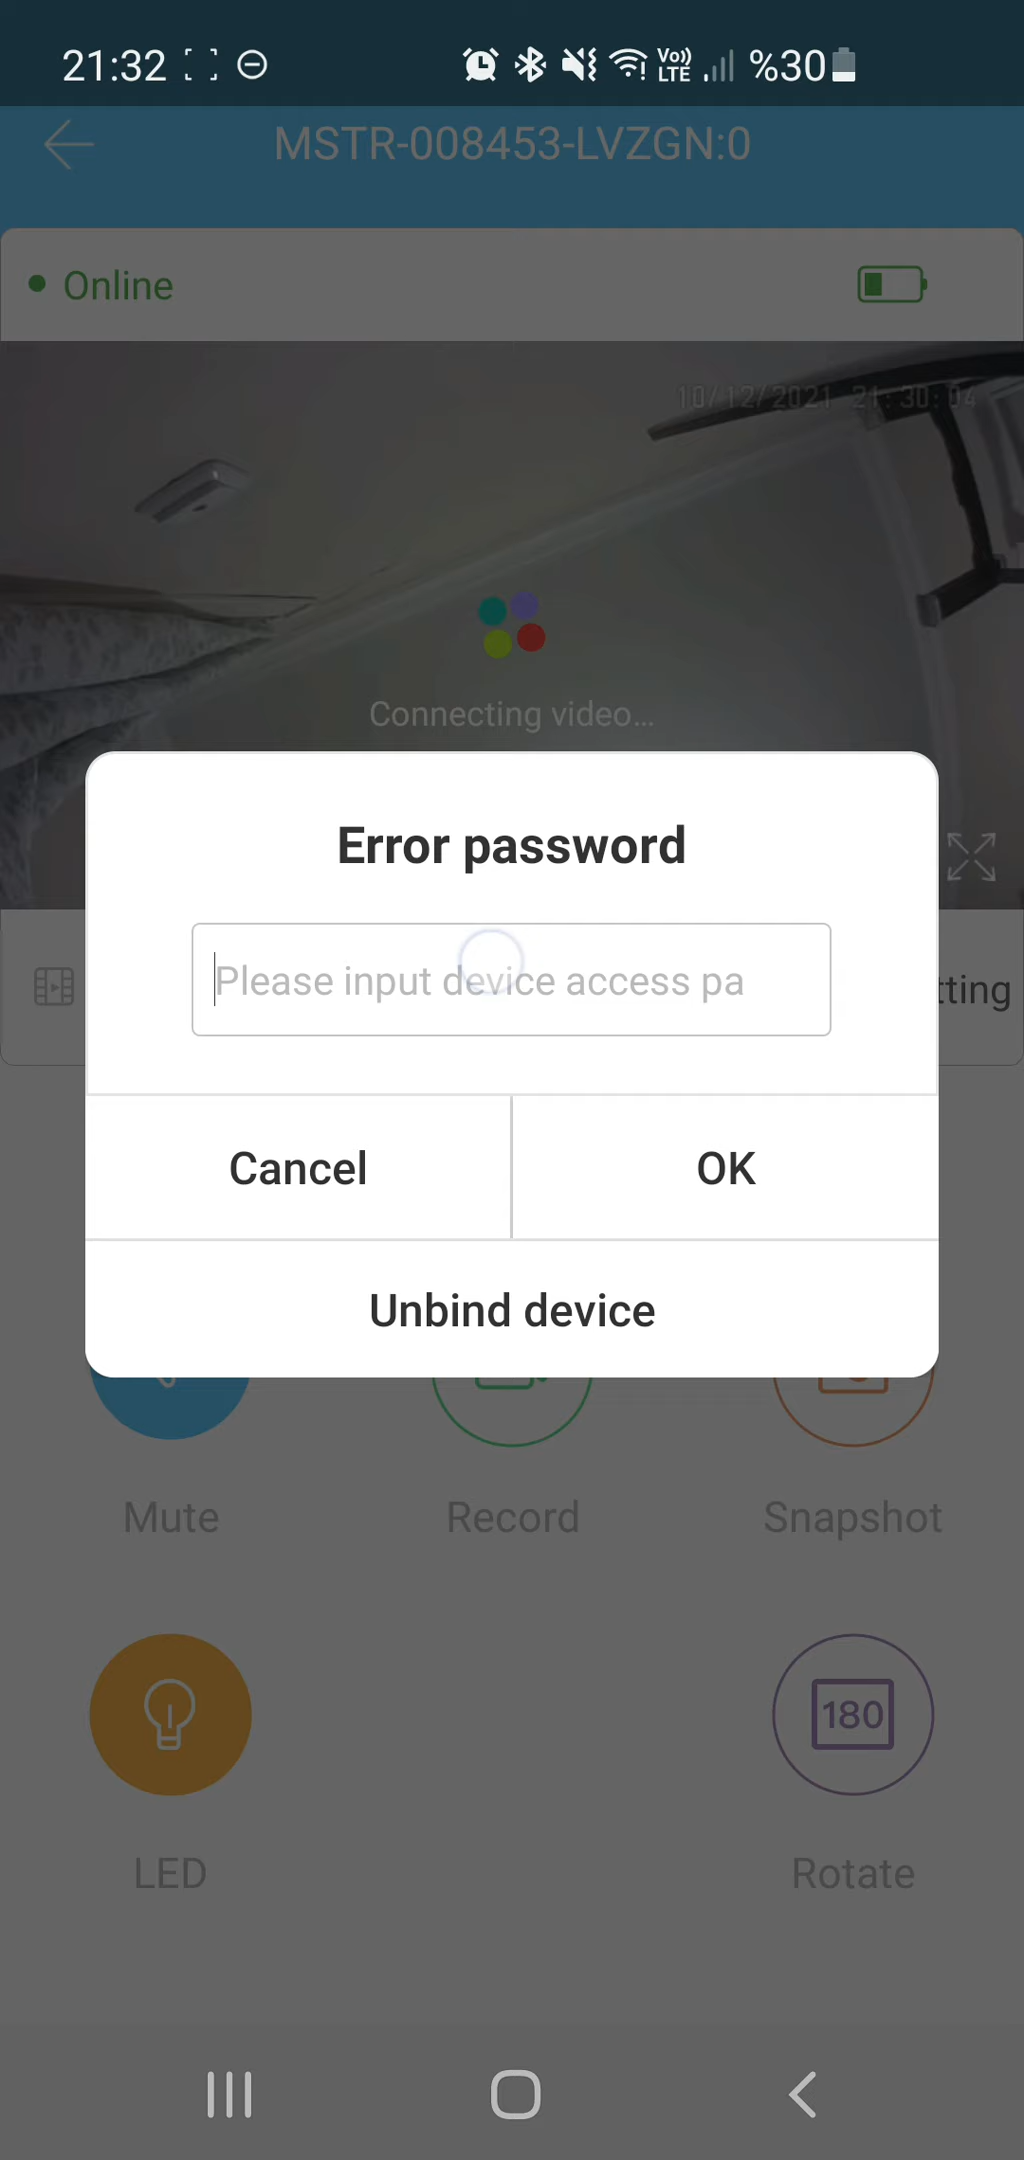 21:32 %30
MSTR-008453-LVZGN:0
Online
10/12/2021 21:30:04
Connecting video...
Error password
Please input device access pa
tting
Cancel OK
Unbind device
Mute Record Snapshot
180
LED Rotate